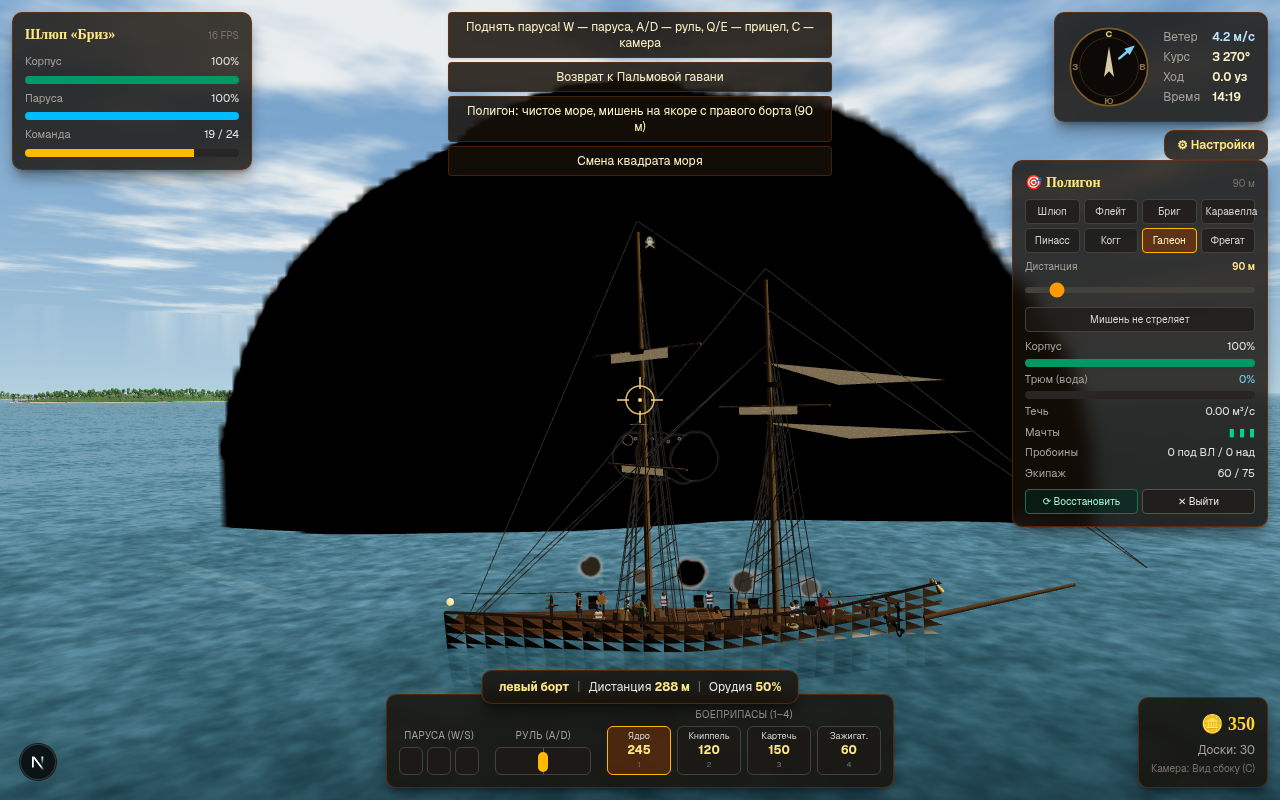 Шлюп «Бриз»
16 FPS
Корпус
100%
Паруса
100%
Команда
19 / 24
Поднять паруса! W — паруса, A/D — руль, Q/E — прицел, C —
камера
Возврат к Пальмовой гавани
Полигон: чистое море, мишень на якоре с правого борта (90
м)
Смена квадрата моря
С
З
В
Ю
Ветер
4.2 м/с
Курс
З 270°
Ход
0.0 уз
Время
14:19
⚙ Настройки
🎯 Полигон
90 м
Шлюп
Флейт
Бриг
Каравелла
Пинасс
Когг
Галеон
Фрегат
Дистанция
90 м
Мишень не стреляет
Корпус
100%
Трюм (вода)
0%
Течь
0.00 м³/с
Мачты
Пробоины
0 под ВЛ / 0 над
Экипаж
60 / 75
⟳ Восстановить
✕ Выйти
левый борт | Дистанция 288 м | Орудия 50%
БОЕПРИПАСЫ (1–4)
ПАРУСА (W/S)
РУЛЬ (A/D)
Ядро
245
1
Книппель
120
2
Картечь
150
3
Зажигат.
60
4
N
🪙 350
Доски: 30
Камера: Вид сбоку (C)